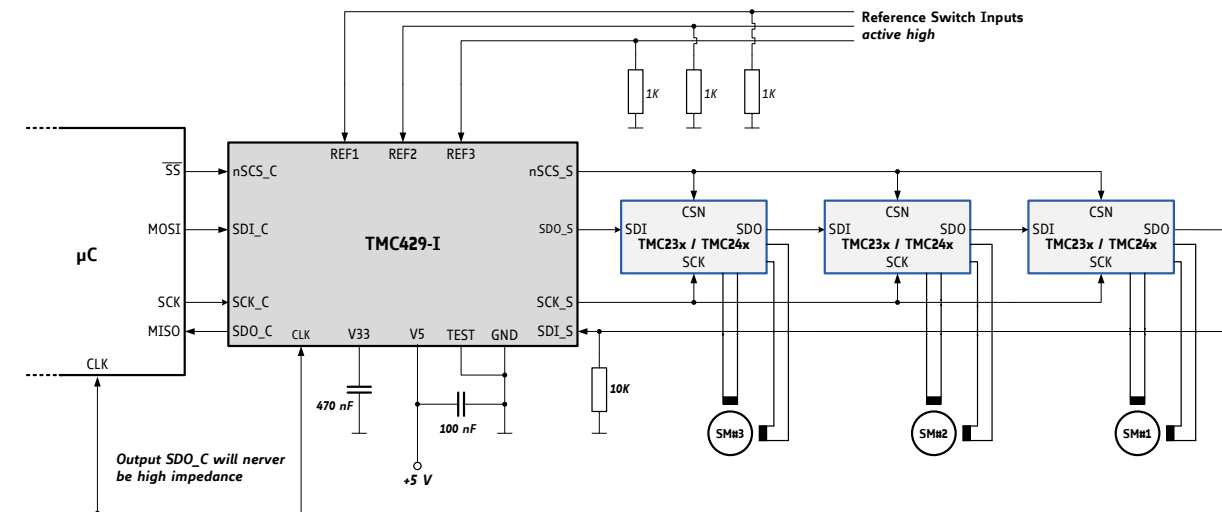 Reference Switch Inputs
active high
1K
1K
1K
REF1
REF2
REF3
SS
nSCS_C
nSCS_S
CSN
CSN
CSN
MOSI
SDI_C
TMC429-I
SDO_S
SDI
SDO
SDI
SDO
SDI
SDO
TMC23x / TMC24x
TMC23x / TMC24x
TMC23x / TMC24x
µC
SCK
SCK
SCK
SCK
SCK_C
SCK_S
MISO
SDO_C
CLK
V33
V5
TEST
GND
SDI_S
CLK
10K
470 nF
100 nF
SM#3
SM#2
SM#1
Output SDO_C will nerver
be high impedance
+5 V